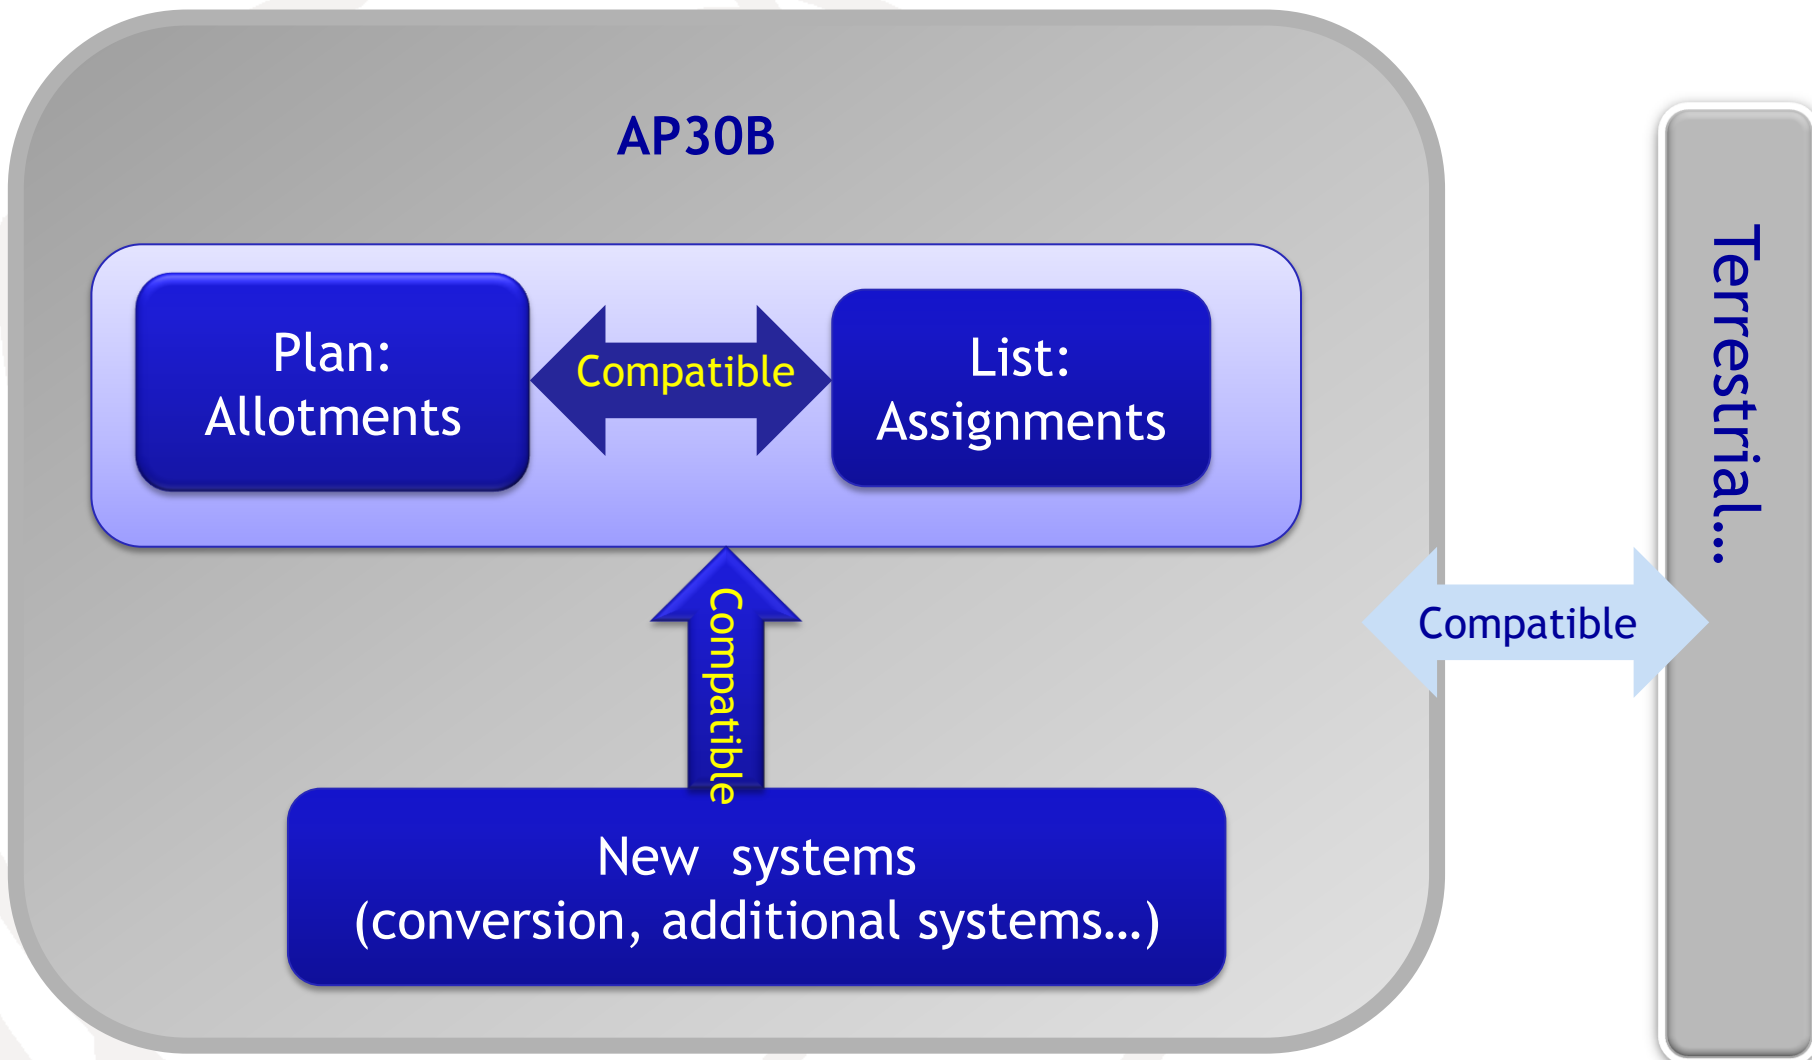 AP30B
Plan:
Allotments
Compatible
List:
Assignments
Compatible
New systems
(conversion, additional systems…)
Compatible
Terrestrial…